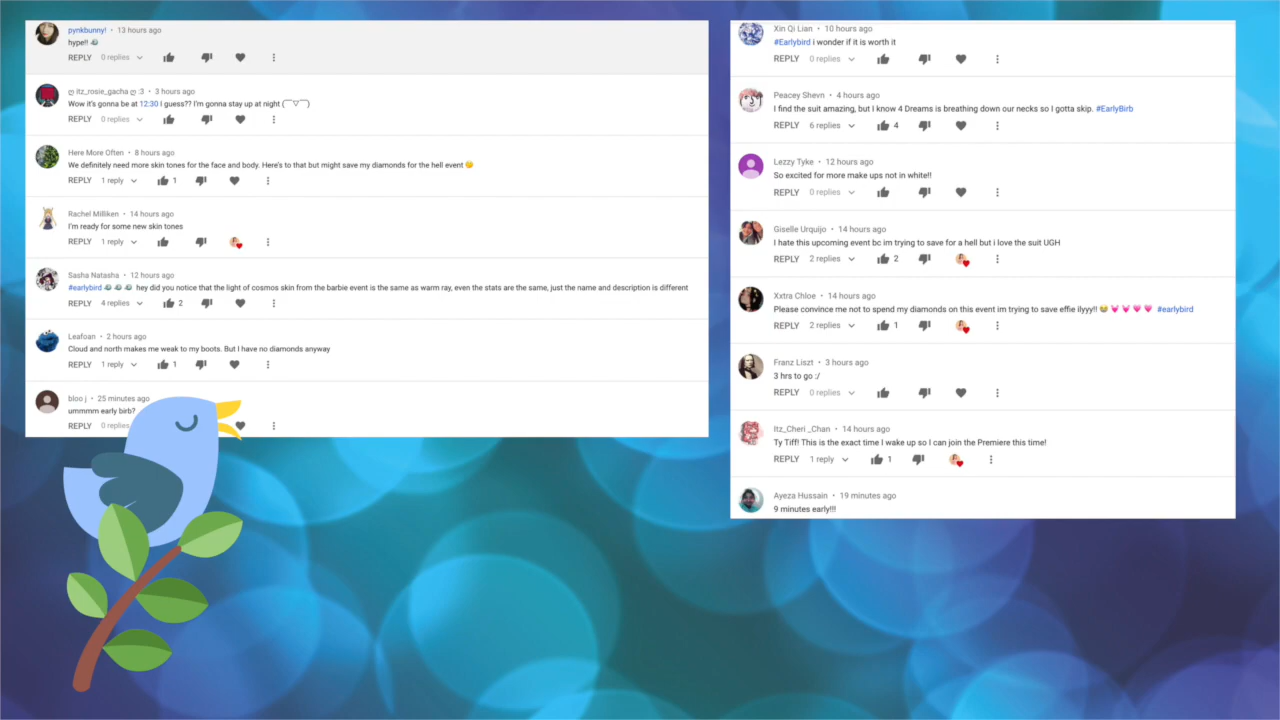 pynkbunny! • 13 hours ago
hype!!
REPLY 0 replies
ღ itz_rosie_gacha ღ :3 • 3 hours ago
Wow it's gonna be at 12:30 I guess?? I'm gonna stay up at night (⌒▽⌒)
REPLY 0 replies
Here More Often • 8 hours ago
We definitely need more skin tones for the face and body. Here's to that but might save my diamonds for the hell event
REPLY 1 reply 1
Rachel Milliken • 14 hours ago
I'm ready for some new skin tones
REPLY 1 reply
Sasha Natasha • 12 hours ago
#earlybird hey did you notice that the light of cosmos skin from the barbie event is the same as warm ray, even the stats are the same, just the name and description is different
REPLY 4 replies 2
Leafoan • 2 hours ago
Cloud and north makes me weak to my boots. But I have no diamonds anyway
REPLY 1 reply 1
bloo j • 25 minutes ago
ummmm early birb?
REPLY 0 replies
Xin Qi Lian • 10 hours ago
#Earlybird i wonder if it is worth it
REPLY 0 replies
Peacey Shevn • 4 hours ago
I find the suit amazing, but I know 4 Dreams is breathing down our necks so I gotta skip. #EarlyBirb
REPLY 6 replies 4
Lezzy Tyke • 12 hours ago
So excited for more make ups not in white!!
REPLY 0 replies
Giselle Urquijo • 14 hours ago
I hate this upcoming event bc im trying to save for a hell but i love the suit UGH
REPLY 2 replies 2
Xxtra Chloe • 14 hours ago
Please convince me not to spend my diamonds on this event im trying to save effie ilyyy!! #earlybird
REPLY 2 replies 1
Franz Liszt • 3 hours ago
3 hrs to go :/
REPLY 0 replies
Itz_Cheri _Chan • 14 hours ago
Ty Tiff! This is the exact time I wake up so I can join the Premiere this time!
REPLY 1 reply 1
Ayeza Hussain • 19 minutes ago
9 minutes early!!!